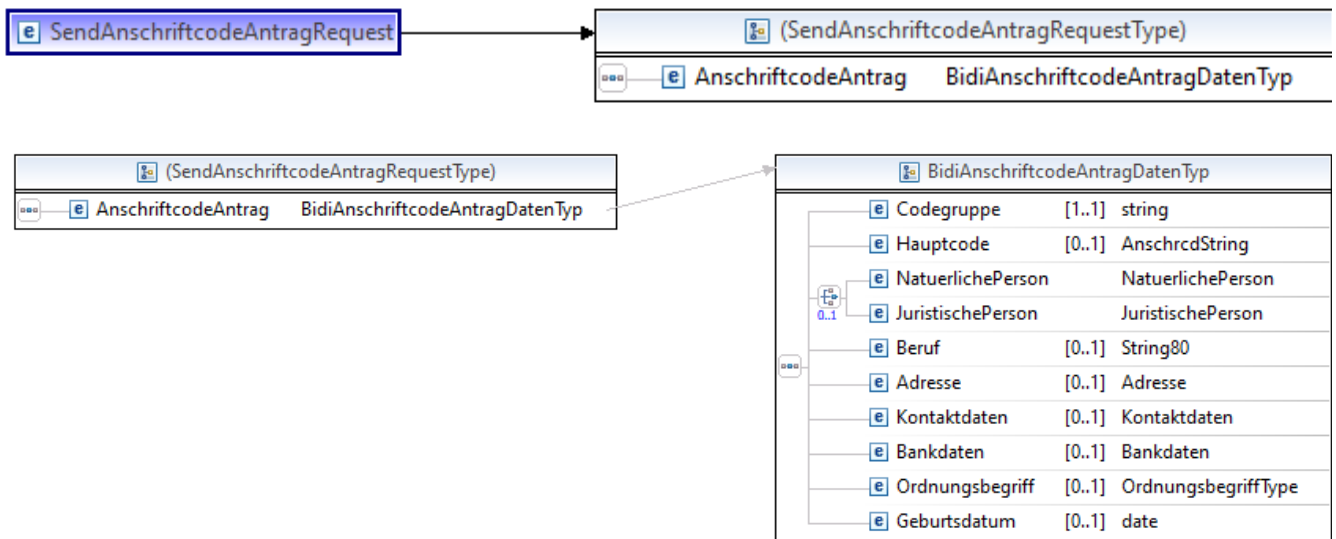 e SendAnschriftcodeAntragRequest
(SendAnschriftcodeAntragRequestType)
e AnschriftcodeAntrag BidiAnschriftcodeAntragDatenTyp
(SendAnschriftcodeAntragRequestType)
e AnschriftcodeAntrag BidiAnschriftcodeAntragDatenTyp
BidiAnschriftcodeAntragDatenTyp
e Codegruppe [1..1] string
e Hauptcode [0..1] AnschrcdString
e NatuerlichePerson NatuerlichePerson
0..1
e JuristischePerson JuristischePerson
e Beruf [0..1] String80
e Adresse [0..1] Adresse
e Kontaktdaten [0..1] Kontaktdaten
e Bankdaten [0..1] Bankdaten
e Ordnungsbegriff [0..1] OrdnungsbegriffType
e Geburtsdatum [0..1] date